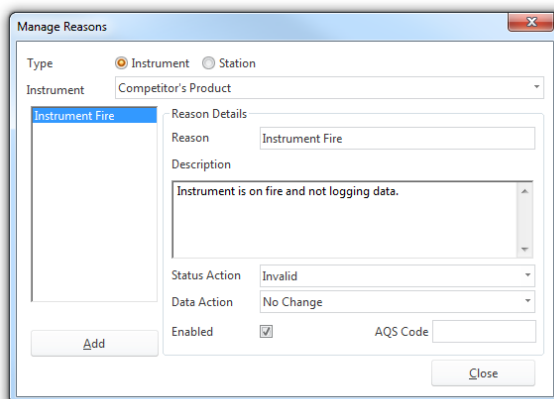 Manage Reasons
Type Instrument Station
Instrument Competitor's Product
Instrument Fire
Reason Details
Reason Instrument Fire
Description
Instrument is on fire and not logging data.
Status Action Invalid
Data Action No Change
Enabled AQS Code
Add
Close